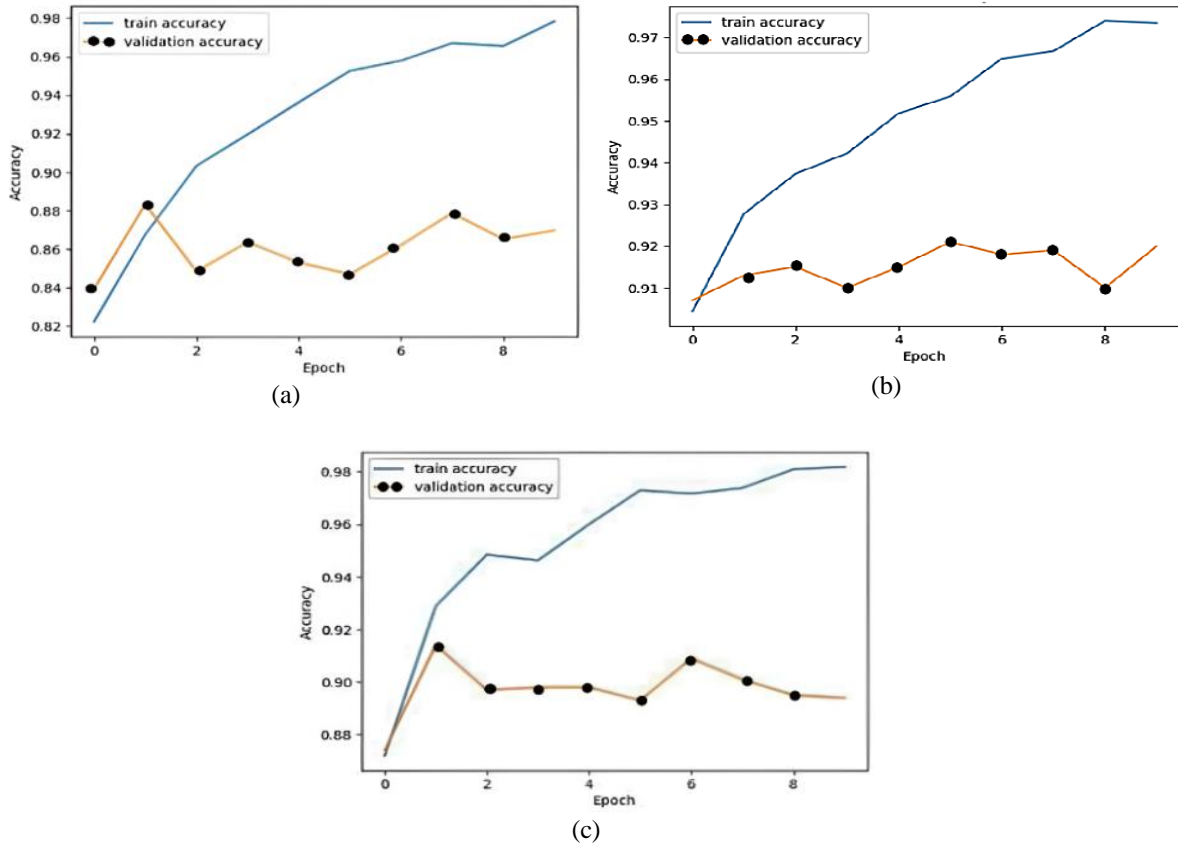 train accuracy
validation accuracy
0.98
0.96
0.94
0.92
0.90
0.88
0.86
0.84
0.82
Accuracy
0 2 4 6 8
Epoch
(a)
train accuracy
validation accuracy
0.97
0.96
0.95
0.94
0.93
0.92
0.91
Accuracy
0 2 4 6 8
Epoch
(b)
train accuracy
validation accuracy
0.98
0.96
0.94
0.92
0.90
0.88
Accuracy
0 2 4 6 8
Epoch
(c)